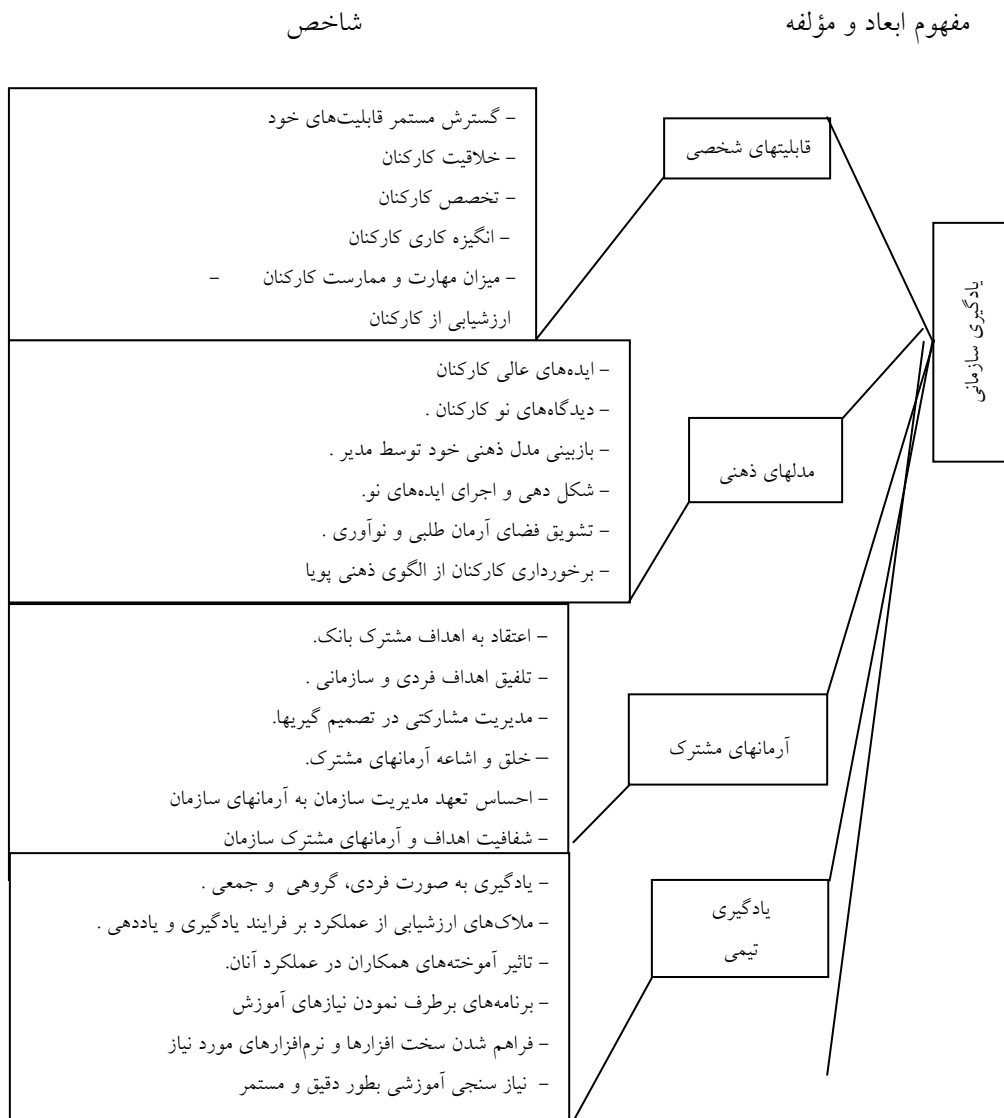 مفهوم ابعاد و مؤلفه
شاخص
یادگیری سازمانی
قابلیتهای شخصی
– گسترش مستمر قابلیت‌های خود
– خلاقیت کارکنان
– تخصص کارکنان
– انگیزه کاری کارکنان
– میزان مهارت و ممارست کارکنان –
ارزشیابی از کارکنان
مدلهای ذهنی
– ایده‌های عالی کارکنان
– دیدگاه‌های نو کارکنان .
– بازبینی مدل ذهنی خود توسط مدیر .
– شکل دهی و اجرای ایده‌های نو.
– تشویق فضای آرمان طلبی و نوآوری .
– برخورداری کارکنان از الگوی ذهنی پویا
آرمانهای مشترک
– اعتقاد به اهداف مشترک بانک.
– تلفیق اهداف فردی و سازمانی .
– مدیریت مشارکتی در تصمیم گیریها.
– خلق و اشاعه آرمانهای مشترک.
– احساس تعهد مدیریت سازمان به آرمانهای سازمان
– شفافیت اهداف و آرمانهای مشترک سازمان
یادگیری
تیمی
– یادگیری به صورت فردی، گروهی و جمعی .
– ملاک‌های ارزشیابی از عملکرد بر فرایند یادگیری و یاددهی .
– تاثیر آموخته‌های همکاران در عملکرد آنان.
– برنامه‌های برطرف نمودن نیازهای آموزش
– فراهم شدن سخت افزارها و نرم‌افزارهای مورد نیاز
– نیاز سنجی آموزشی بطور دقیق و مستمر